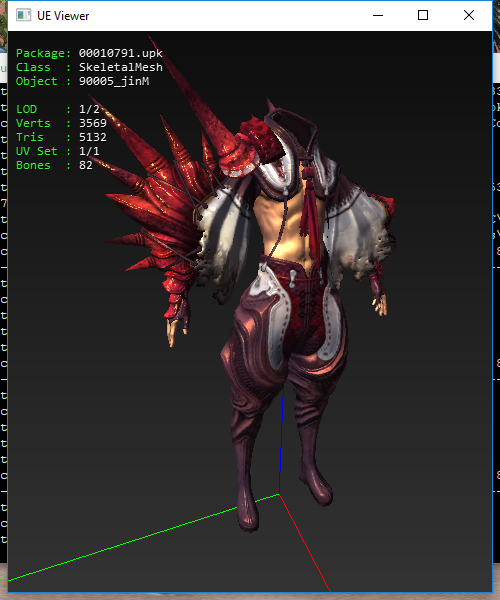 UE Viewer
Package: 00010791.upk
Class : SkeletalMesh
Object : 90005_jinM
LOD : 1/2
Verts : 3569
Tris : 5132
UV Set : 1/1
Bones : 82